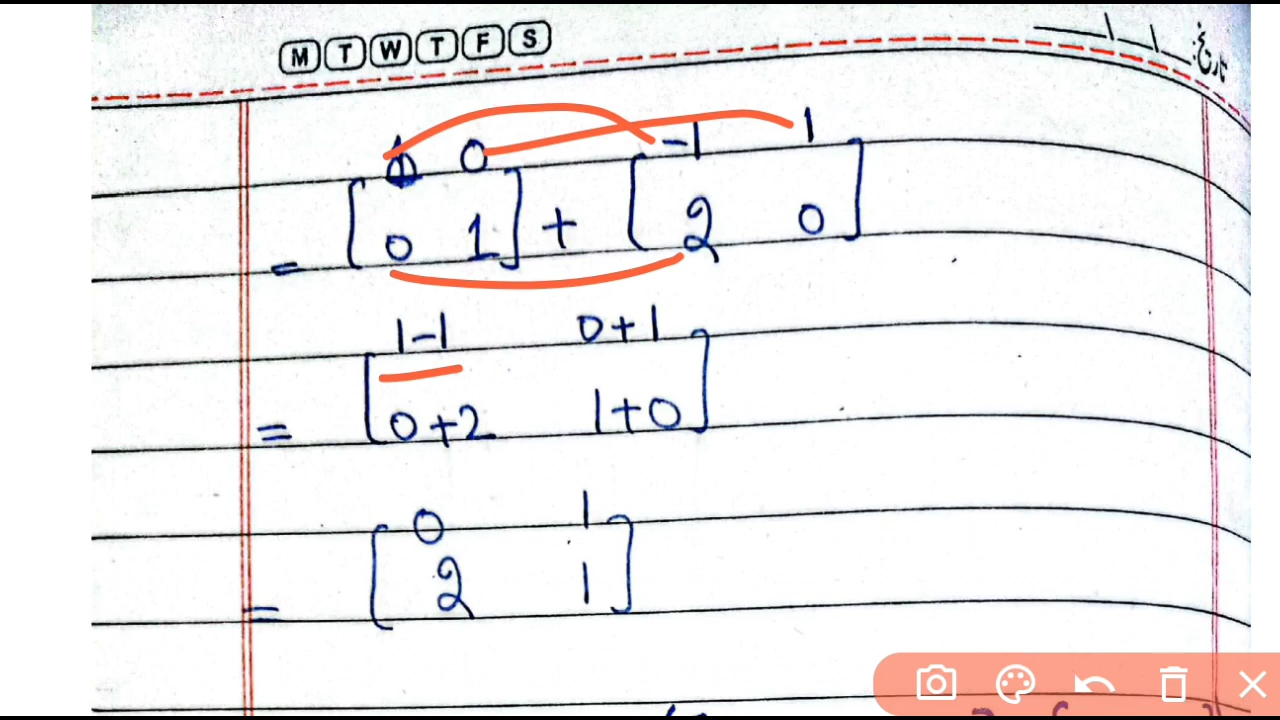 M T W T F S
تاریخ:
1 0 -1 1
= [0 1] + [2 0]
1-1 0+1
= [0+2 1+0]
0 1
= [2 1]